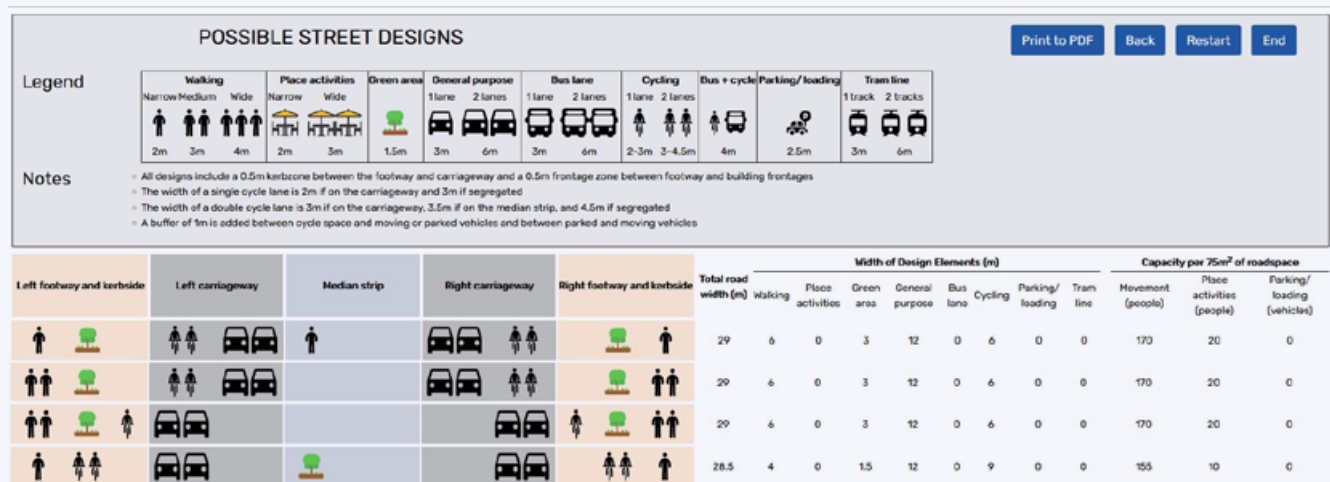 POSSIBLE STREET DESIGNS
Print to PDF Back Restart End
Legend
Walking Place activities Green area General purpose Bus lane Cycling Bus + cycle Parking/ loading Tram line
Narrow Medium Wide Narrow Wide 1 lane 2 lanes 1 lane 2 lanes 1 lane 2 lanes 1 track 2 tracks
2m 3m 4m 2m 3m 1.5m 3m 6m 3m 6m 2-3m 3-4.5m 4m 2.5m 3m 6m
Notes
All designs include a 0.5m kerbzone between the footway and carriageway and a 0.5m frontage zone between footway and building frontages
The width of a single cycle lane is 2m if on the carriageway and 3m if segregated
The width of a double cycle lane is 3m if on the carriageway, 3.5m if on the median strip, and 4.5m if segregated
A buffer of 1m is added between cycle space and moving or parked vehicles and between parked and moving vehicles
Left footway and kerbside Left carriageway Median strip Right carriageway Right footway and kerbside
Total road width (m)
Width of Design Elements (m)
Walking Place activities Green area General purpose Bus lane Cycling Parking/ loading Tram line
Capacity per 75m² of roadspace
Movement (people) Place activities (people) Parking/ loading (vehicles)
29 6 0 3 12 0 6 0 0 170 20 0
29 6 0 3 12 0 6 0 0 170 20 0
29 6 0 3 12 0 6 0 0 170 20 0
28.5 4 0 1.5 12 0 9 0 0 155 10 0